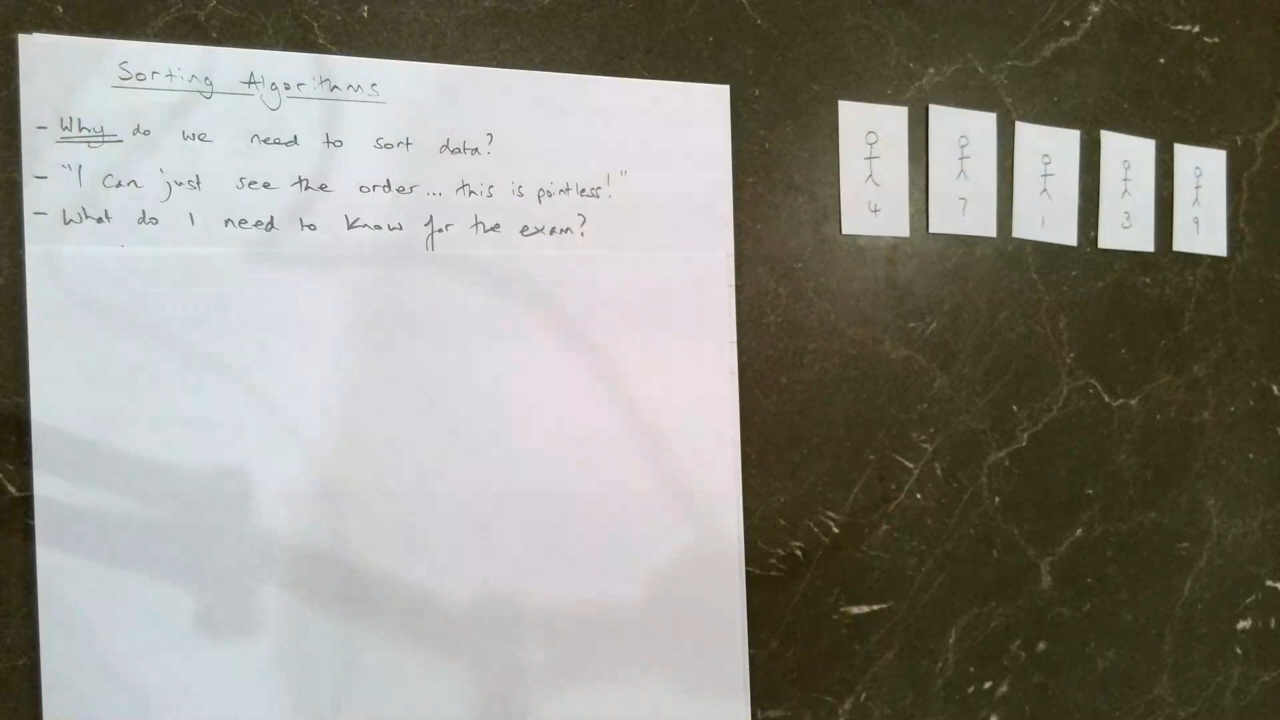 Sorting Algorithms
- Why do we need to sort data?
- "I can just see the order... this is pointless!"
- What do I need to know for the exam?
4 7 1 3 9